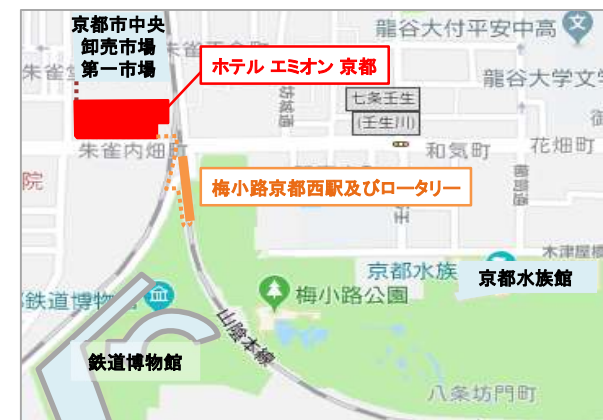 京都市中央
卸売市場
第一市場
龍谷大付平安中高
文
ホテル エミオン 京都
朱雀
龍谷大学文
坊城通
七条壬生
(壬生川)
朱雀内畑町
和気町
花畑町
院
梅小路京都西駅及びロータリー
木津屋橋
京都水族
京都水族館
鉄道博物
梅小路公園
山陰本線
鉄道博物館
八条坊門町